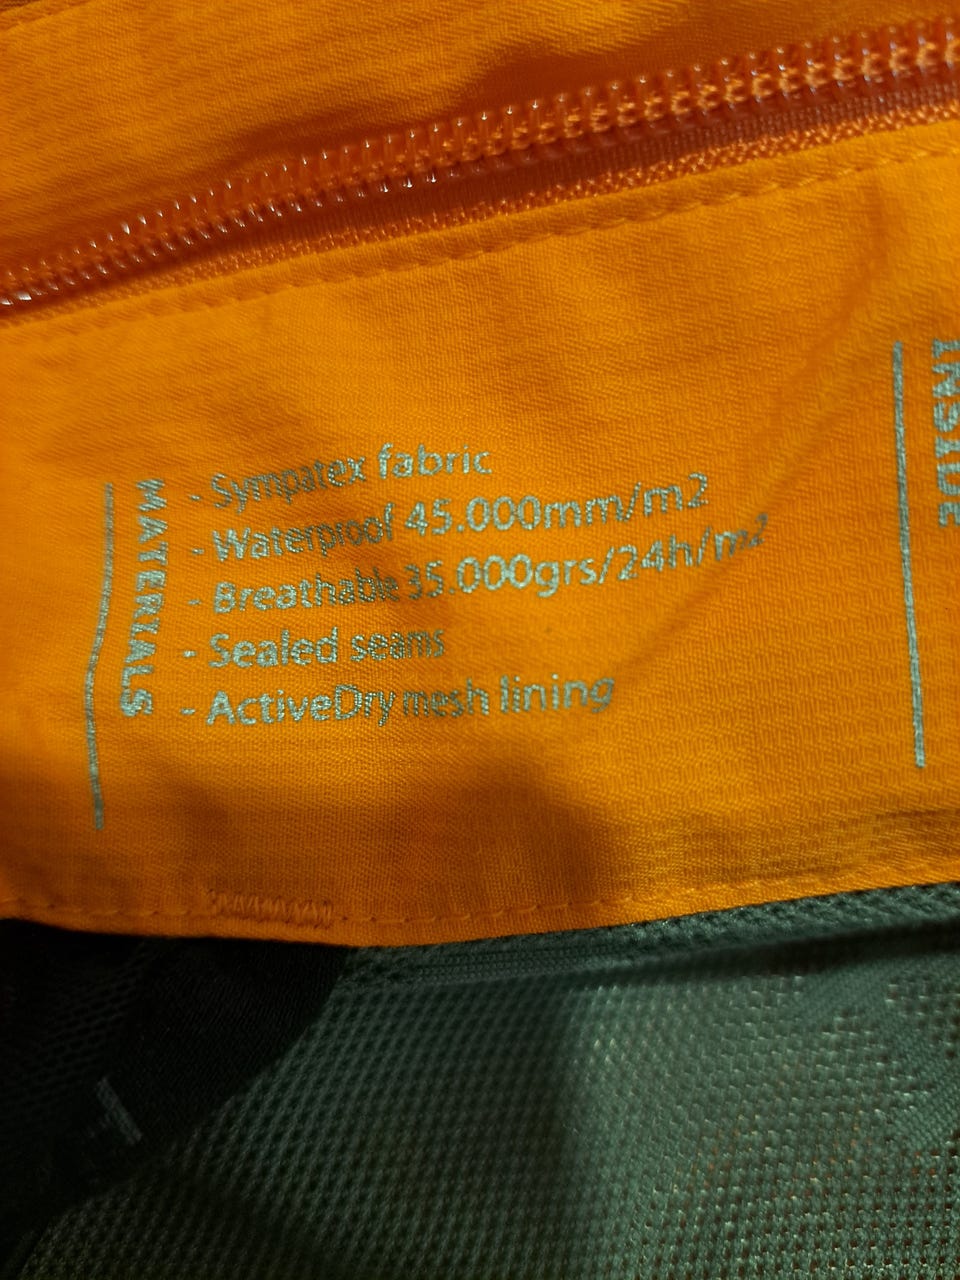 MATERIALS
- Sympatex fabric
- Waterproof 45.000mm/m2
- Breathable 35.000grs/24h/m2
- Sealed seams
- ActiveDry mesh lining
INSIDE